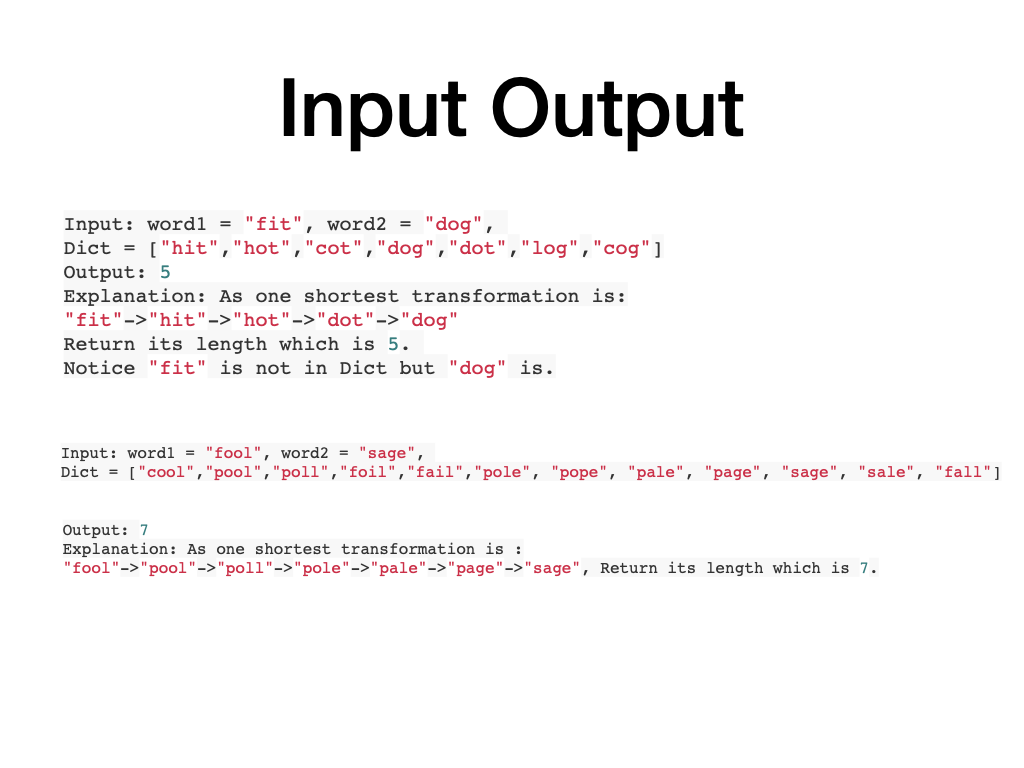 Input Output
Input: word1 = "fit", word2 = "dog",
Dict = ["hit","hot","cot","dog","dot","log","cog"]
Output: 5
Explanation: As one shortest transformation is:
"fit"->"hit"->"hot"->"dot"->"dog"
Return its length which is 5.
Notice "fit" is not in Dict but "dog" is.
Input: word1 = "fool", word2 = "sage",
Dict = ["cool","pool","poll","foil","fail","pole", "pope", "pale", "page", "sage", "sale", "fall"]
Output: 7
Explanation: As one shortest transformation is :
"fool"->"pool"->"poll"->"pole"->"pale"->"page"->"sage", Return its length which is 7.